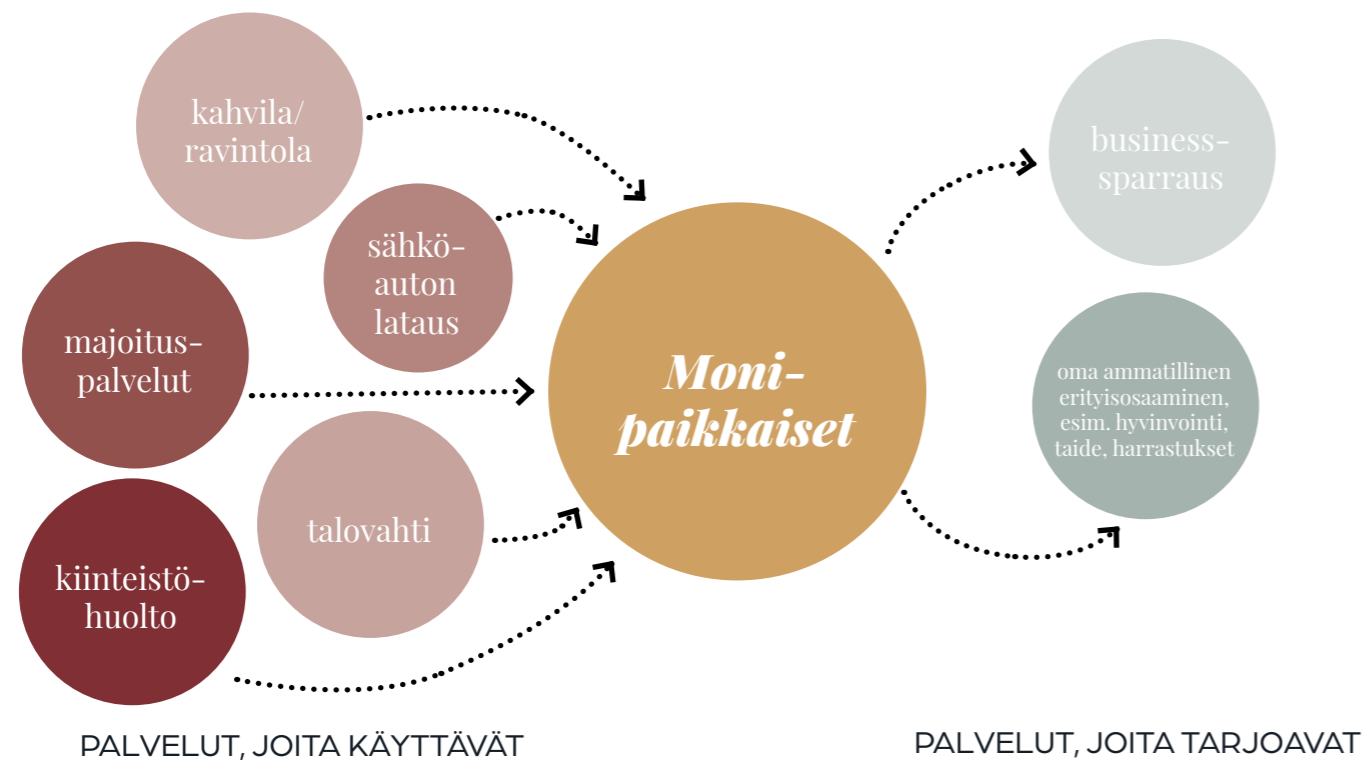 kahvila/
ravintola
sähkö-
auton
lataus
majoitus-
palvelut
talovahti
kiinteistö-
huolto
Moni-
paikkaiset
business-
sparraus
oma ammatillinen
erityisosaaminen,
esim. hyvinvointi,
taide, harrastukset
PALVELUT, JOITA KÄYTTÄVÄT
PALVELUT, JOITA TARJOAVAT